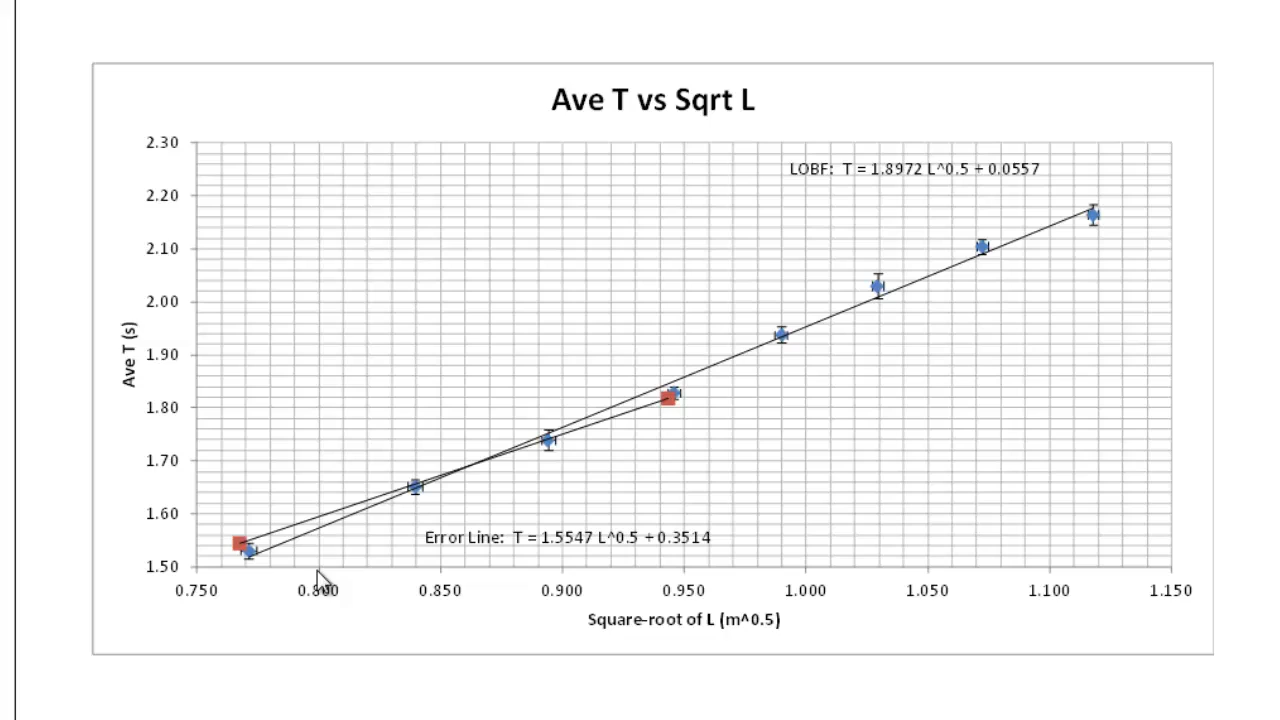 Ave T vs Sqrt L
2.30
LOBF:  T = 1.8972 L^0.5 + 0.0557
2.20
2.10
2.00
1.90
Ave T (s)
1.80
1.70
1.60
Error Line:  T = 1.5547 L^0.5 + 0.3514
1.50
0.750 0.800 0.850 0.900 0.950 1.000 1.050 1.100 1.150
Square-root of L (m^0.5)